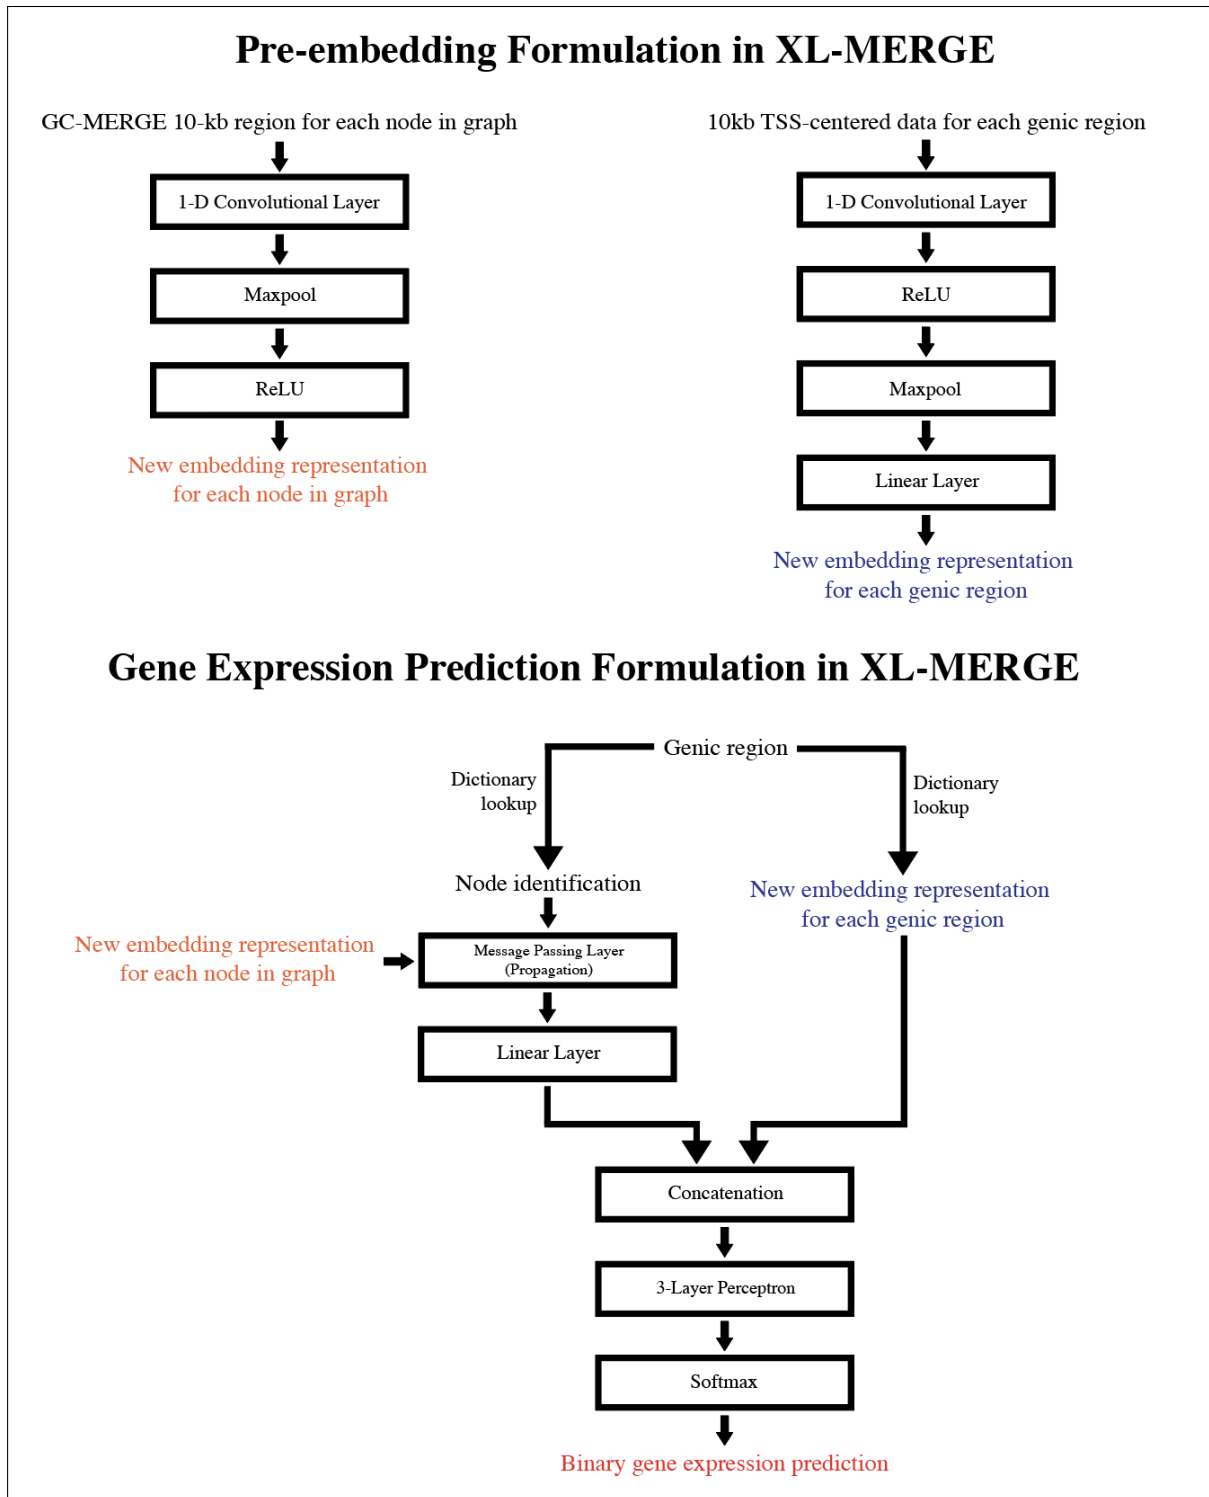 Pre-embedding Formulation in XL-MERGE
GC-MERGE 10-kb region for each node in graph
1-D Convolutional Layer
Maxpool
ReLU
New embedding representation
for each node in graph
10kb TSS-centered data for each genic region
1-D Convolutional Layer
ReLU
Maxpool
Linear Layer
New embedding representation
for each genic region
Gene Expression Prediction Formulation in XL-MERGE
Genic region
Dictionary
lookup
Dictionary
lookup
Node identification
New embedding representation
for each genic region
New embedding representation
for each node in graph
Message Passing Layer
(Propagation)
Linear Layer
Concatenation
3-Layer Perceptron
Softmax
Binary gene expression prediction